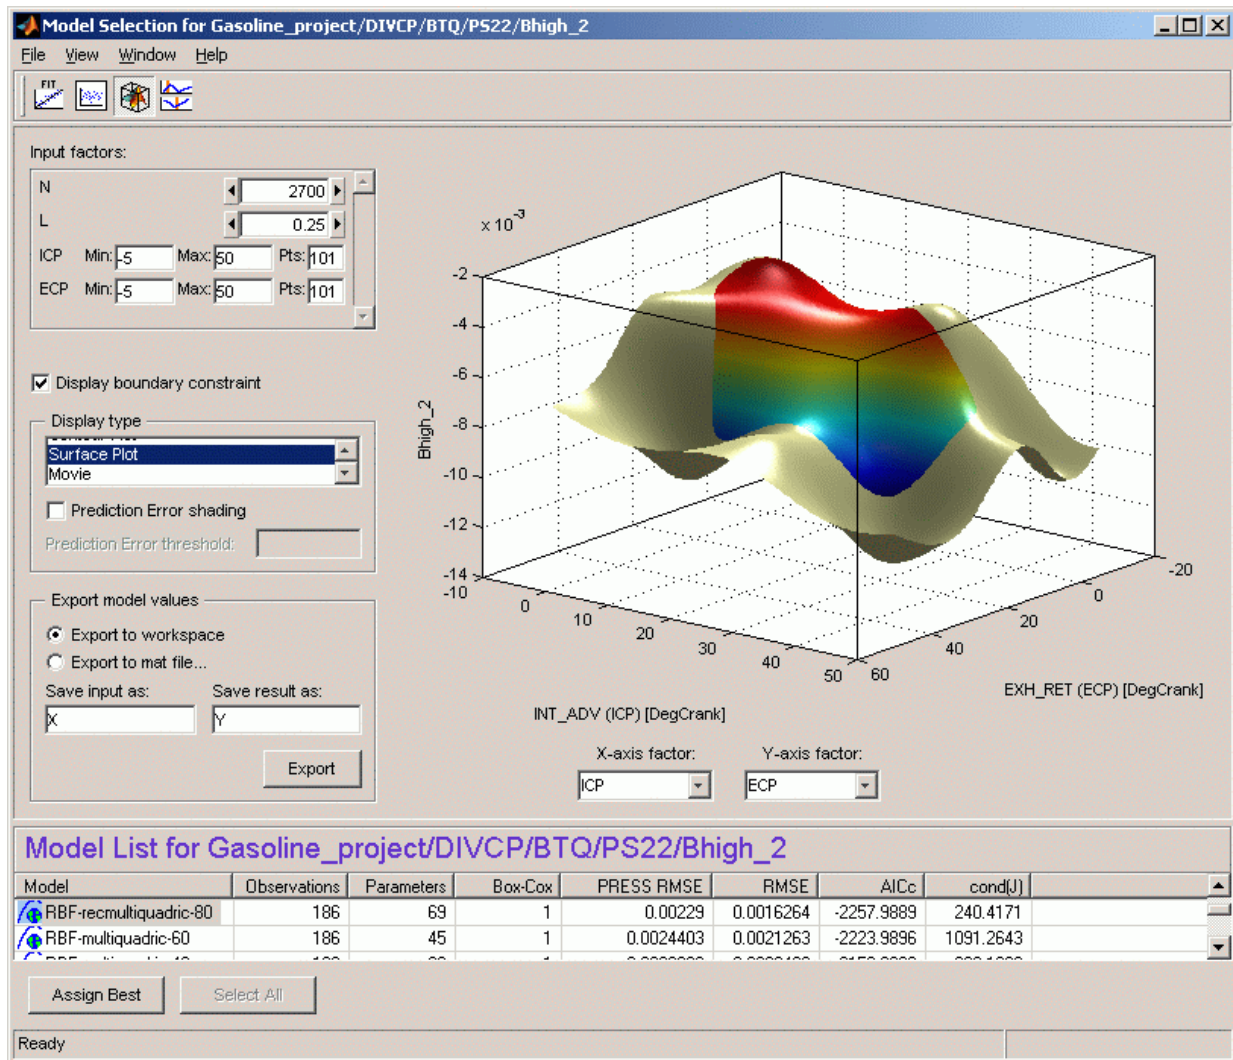 Model Selection for Gasoline_project/DIVCP/BTQ/PS22/Bhigh_2
File View Window Help
FIT
Input factors:
N 2700
L 0.25
ICP Min: -5 Max: 50 Pts: 101
ECP Min: -5 Max: 50 Pts: 101
Display boundary constraint
Display type
Surface Plot
Movie
Prediction Error shading
Prediction Error threshold:
Export model values
Export to workspace
Export to mat file...
Save input as: Save result as:
X Y
Export
x 10-3
-2
-4
-6
-8
-10
-12
-14
Bhigh_2
-10 0 10 20 30 40 50
60 40 20 0 -20
INT_ADV (ICP) [DegCrank]
EXH_RET (ECP) [DegCrank]
X-axis factor: Y-axis factor:
ICP ECP
Model List for Gasoline_project/DIVCP/BTQ/PS22/Bhigh_2
Model Observations Parameters Box-Cox PRESS RMSE RMSE AICc cond(J)
RBF-recmultiquadric-80 186 69 1 0.00229 0.0016264 -2257.9889 240.4171
RBF-multiquadric-60 186 45 1 0.0024403 0.0021263 -2223.9896 1091.2643
Assign Best Select All
Ready